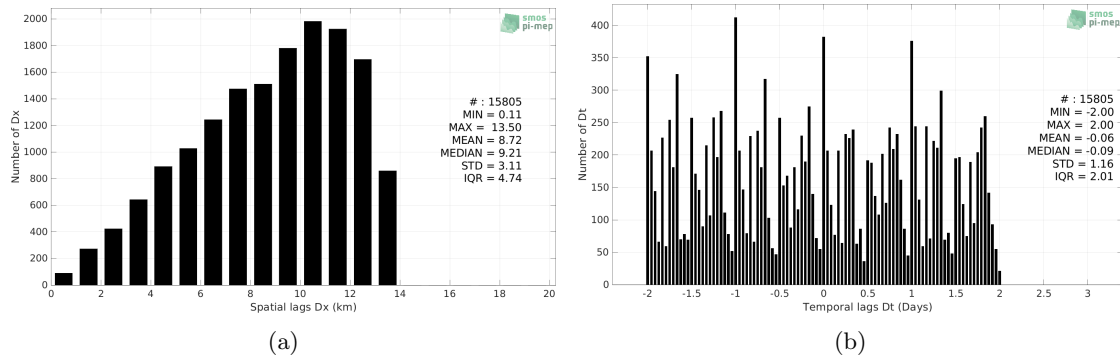 2000
1800
1600
1400
1200
1000
800
600
400
200
0
Number of Dx
smos
pi-mep
# : 15805
MIN = 0.11
MAX = 13.50
MEAN = 8.72
MEDIAN = 9.21
STD = 3.11
IQR = 4.74
0 2 4 6 8 10 12 14 16 18 20
Spatial lags Dx (km)
(a)
400
350
300
250
200
150
100
50
0
Number of Dt
smos
pi-mep
# : 15805
MIN = -2.00
MAX = 2.00
MEAN = -0.06
MEDIAN = -0.09
STD = 1.16
IQR = 2.01
-2 -1.5 -1 -0.5 0 0.5 1 1.5 2 2.5 3
Temporal lags Dt (Days)
(b)